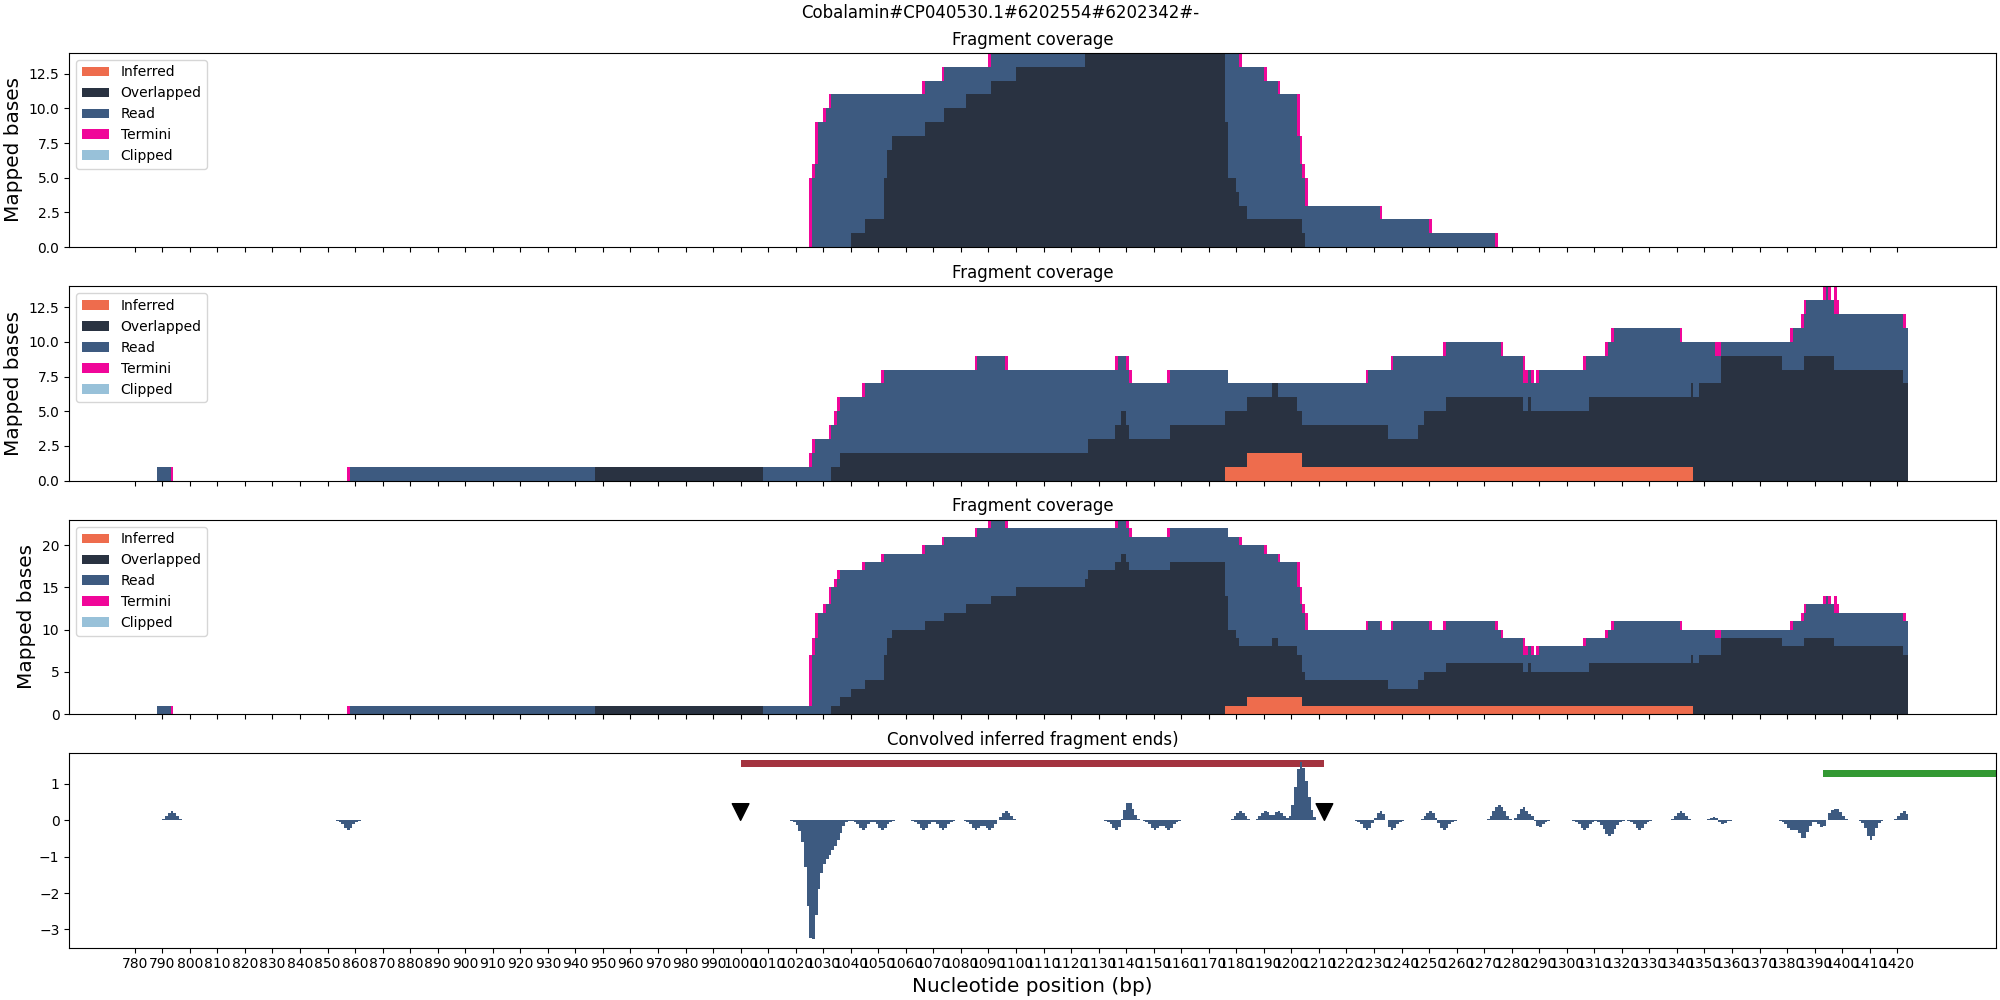 Cobalamin#CP040530.1#6202554#6202342#-
Fragment coverage
Mapped bases
12.5
10.0
7.5
5.0
2.5
0.0
Inferred
Overlapped
Read
Termini
Clipped
Fragment coverage
Mapped bases
12.5
10.0
7.5
5.0
2.5
0.0
Inferred
Overlapped
Read
Termini
Clipped
Fragment coverage
Mapped bases
20
15
10
5
0
Inferred
Overlapped
Read
Termini
Clipped
Convolved inferred fragment ends)
1
0
−1
−2
−3
780 790 800 810 820 830 840 850 860 870 880 890 900 910 920 930 940 950 960 970 980 990 1000 1010 1020 1030 1040 1050 1060 1070 1080 1090 1100 1110 1120 1130 1140 1150 1160 1170 1180 1190 1200 1210 1220 1230 1240 1250 1260 1270 1280 1290 1300 1310 1320 1330 1340 1350 1360 1370 1380 1390 1400 1410 1420
Nucleotide position (bp)